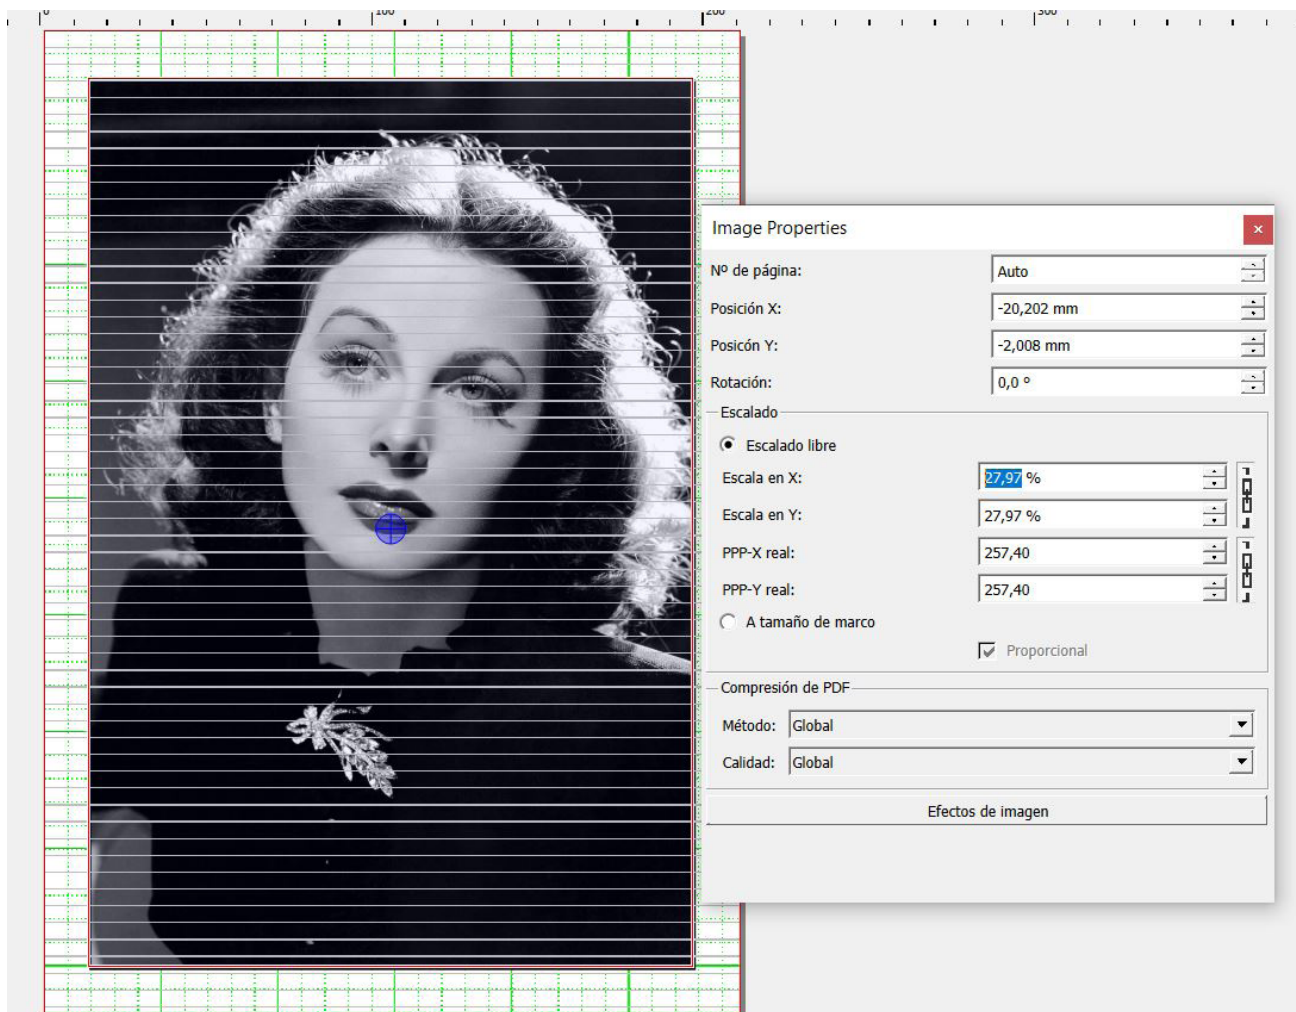 0 100 200 300
Image Properties
Nº de página: Auto
Posición X: -20,202 mm
Posicón Y: -2,008 mm
Rotación: 0,0 º
Escalado
Escalado libre
Escala en X: 27,97 %
Escala en Y: 27,97 %
PPP-X real: 257,40
PPP-Y real: 257,40
A tamaño de marco
Proporcional
Compresión de PDF
Método: Global
Calidad: Global
Efectos de imagen